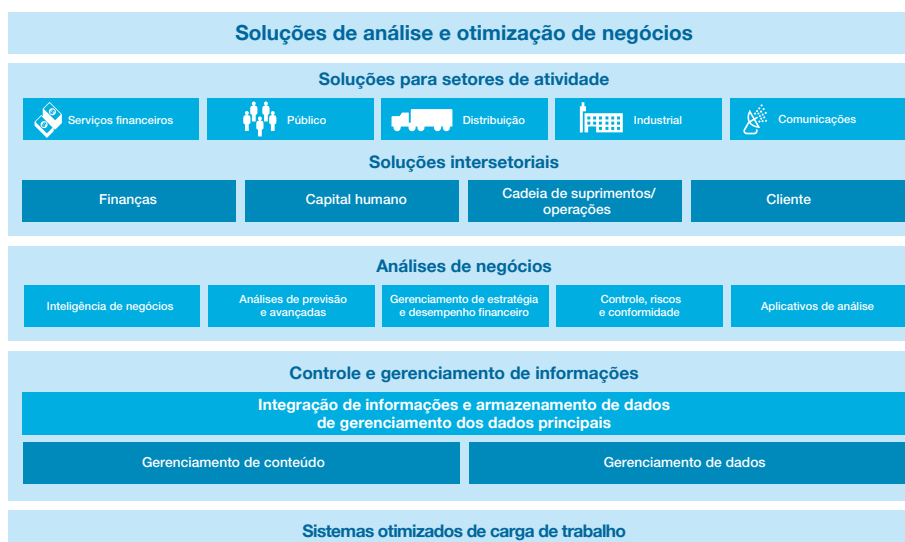 Soluções de análise e otimização de negócios
Soluções para setores de atividade
Serviços financeiros
Público
Distribuição
Industrial
Comunicações
Soluções intersetoriais
Finanças
Capital humano
Cadeia de suprimentos/
operações
Cliente
Análises de negócios
Inteligência de negócios
Análises de previsão
e avançadas
Gerenciamento de estratégia
e desempenho financeiro
Controle, riscos
e conformidade
Aplicativos de análise
Controle e gerenciamento de informações
Integração de informações e armazenamento de dados
de gerenciamento dos dados principais
Gerenciamento de conteúdo
Gerenciamento de dados
Sistemas otimizados de carga de trabalho